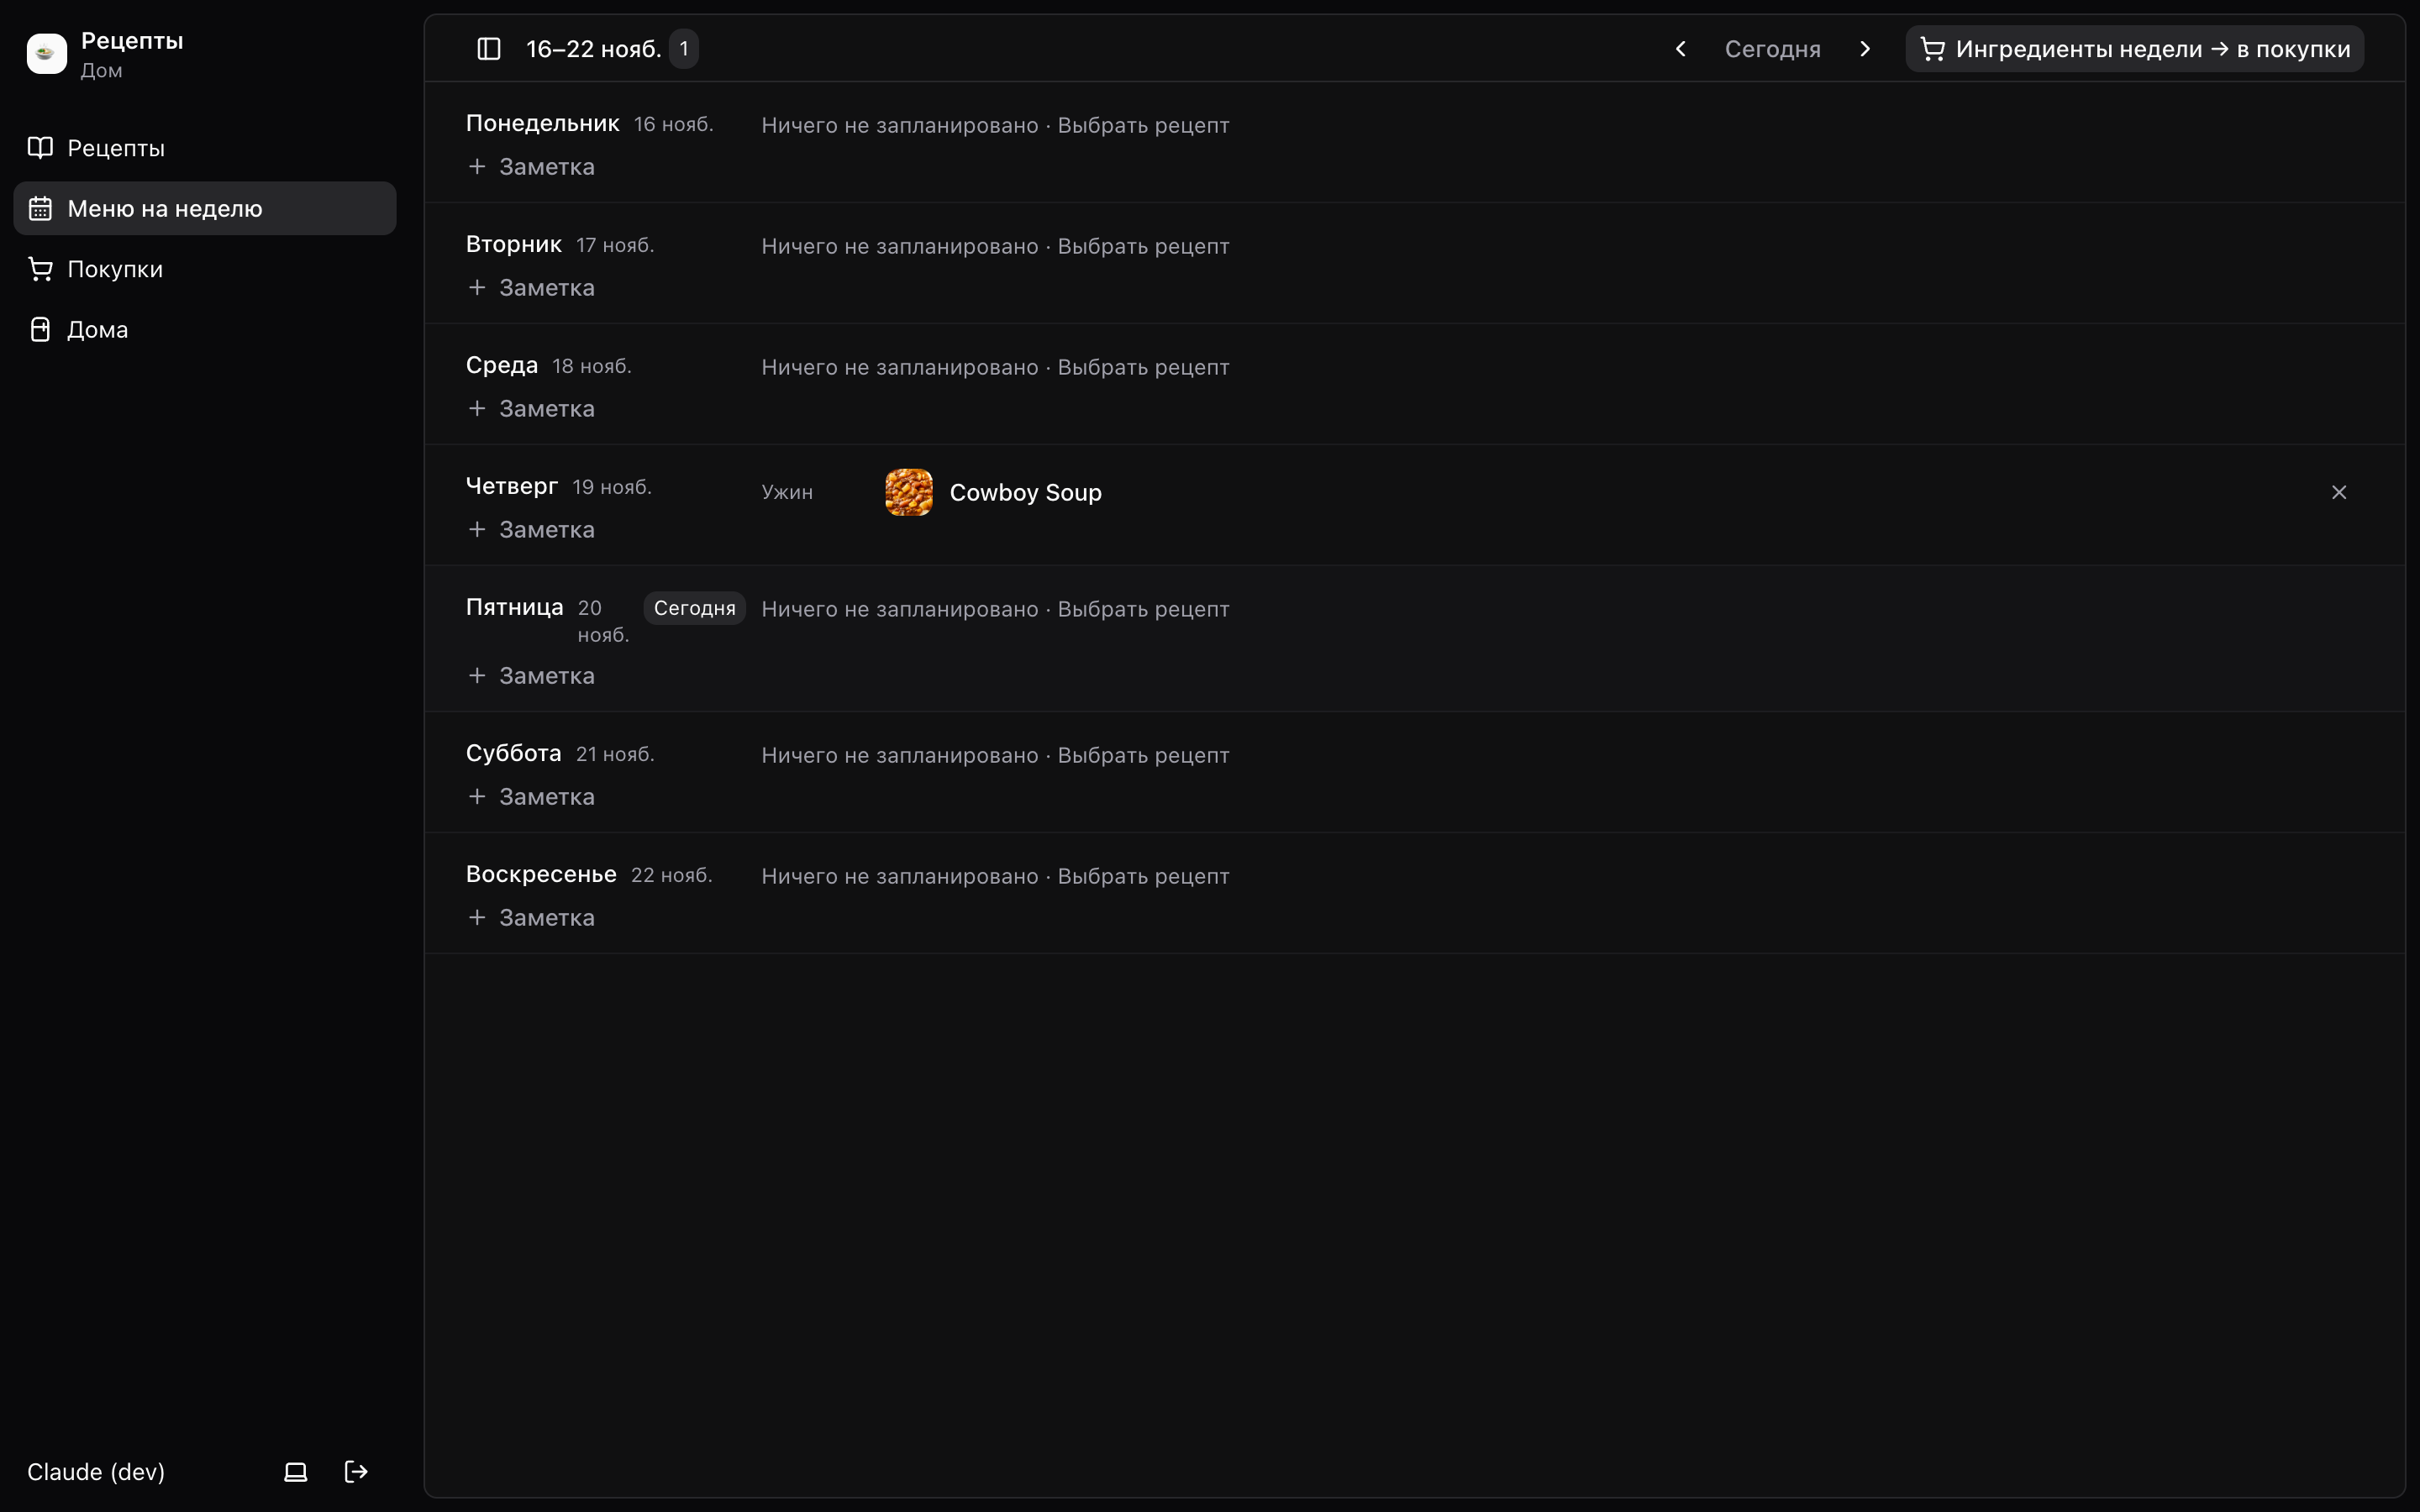 Рецепты
Дом
Рецепты
Меню на неделю
Покупки
Дома
Claude (dev)
16–22 нояб. 1
Сегодня
Ингредиенты недели → в покупки
Понедельник 16 нояб.
Ничего не запланировано · Выбрать рецепт
+ Заметка
Вторник 17 нояб.
Ничего не запланировано · Выбрать рецепт
+ Заметка
Среда 18 нояб.
Ничего не запланировано · Выбрать рецепт
+ Заметка
Четверг 19 нояб.
Ужин Cowboy Soup
+ Заметка
Пятница 20 нояб. Сегодня
Ничего не запланировано · Выбрать рецепт
+ Заметка
Суббота 21 нояб.
Ничего не запланировано · Выбрать рецепт
+ Заметка
Воскресенье 22 нояб.
Ничего не запланировано · Выбрать рецепт
+ Заметка